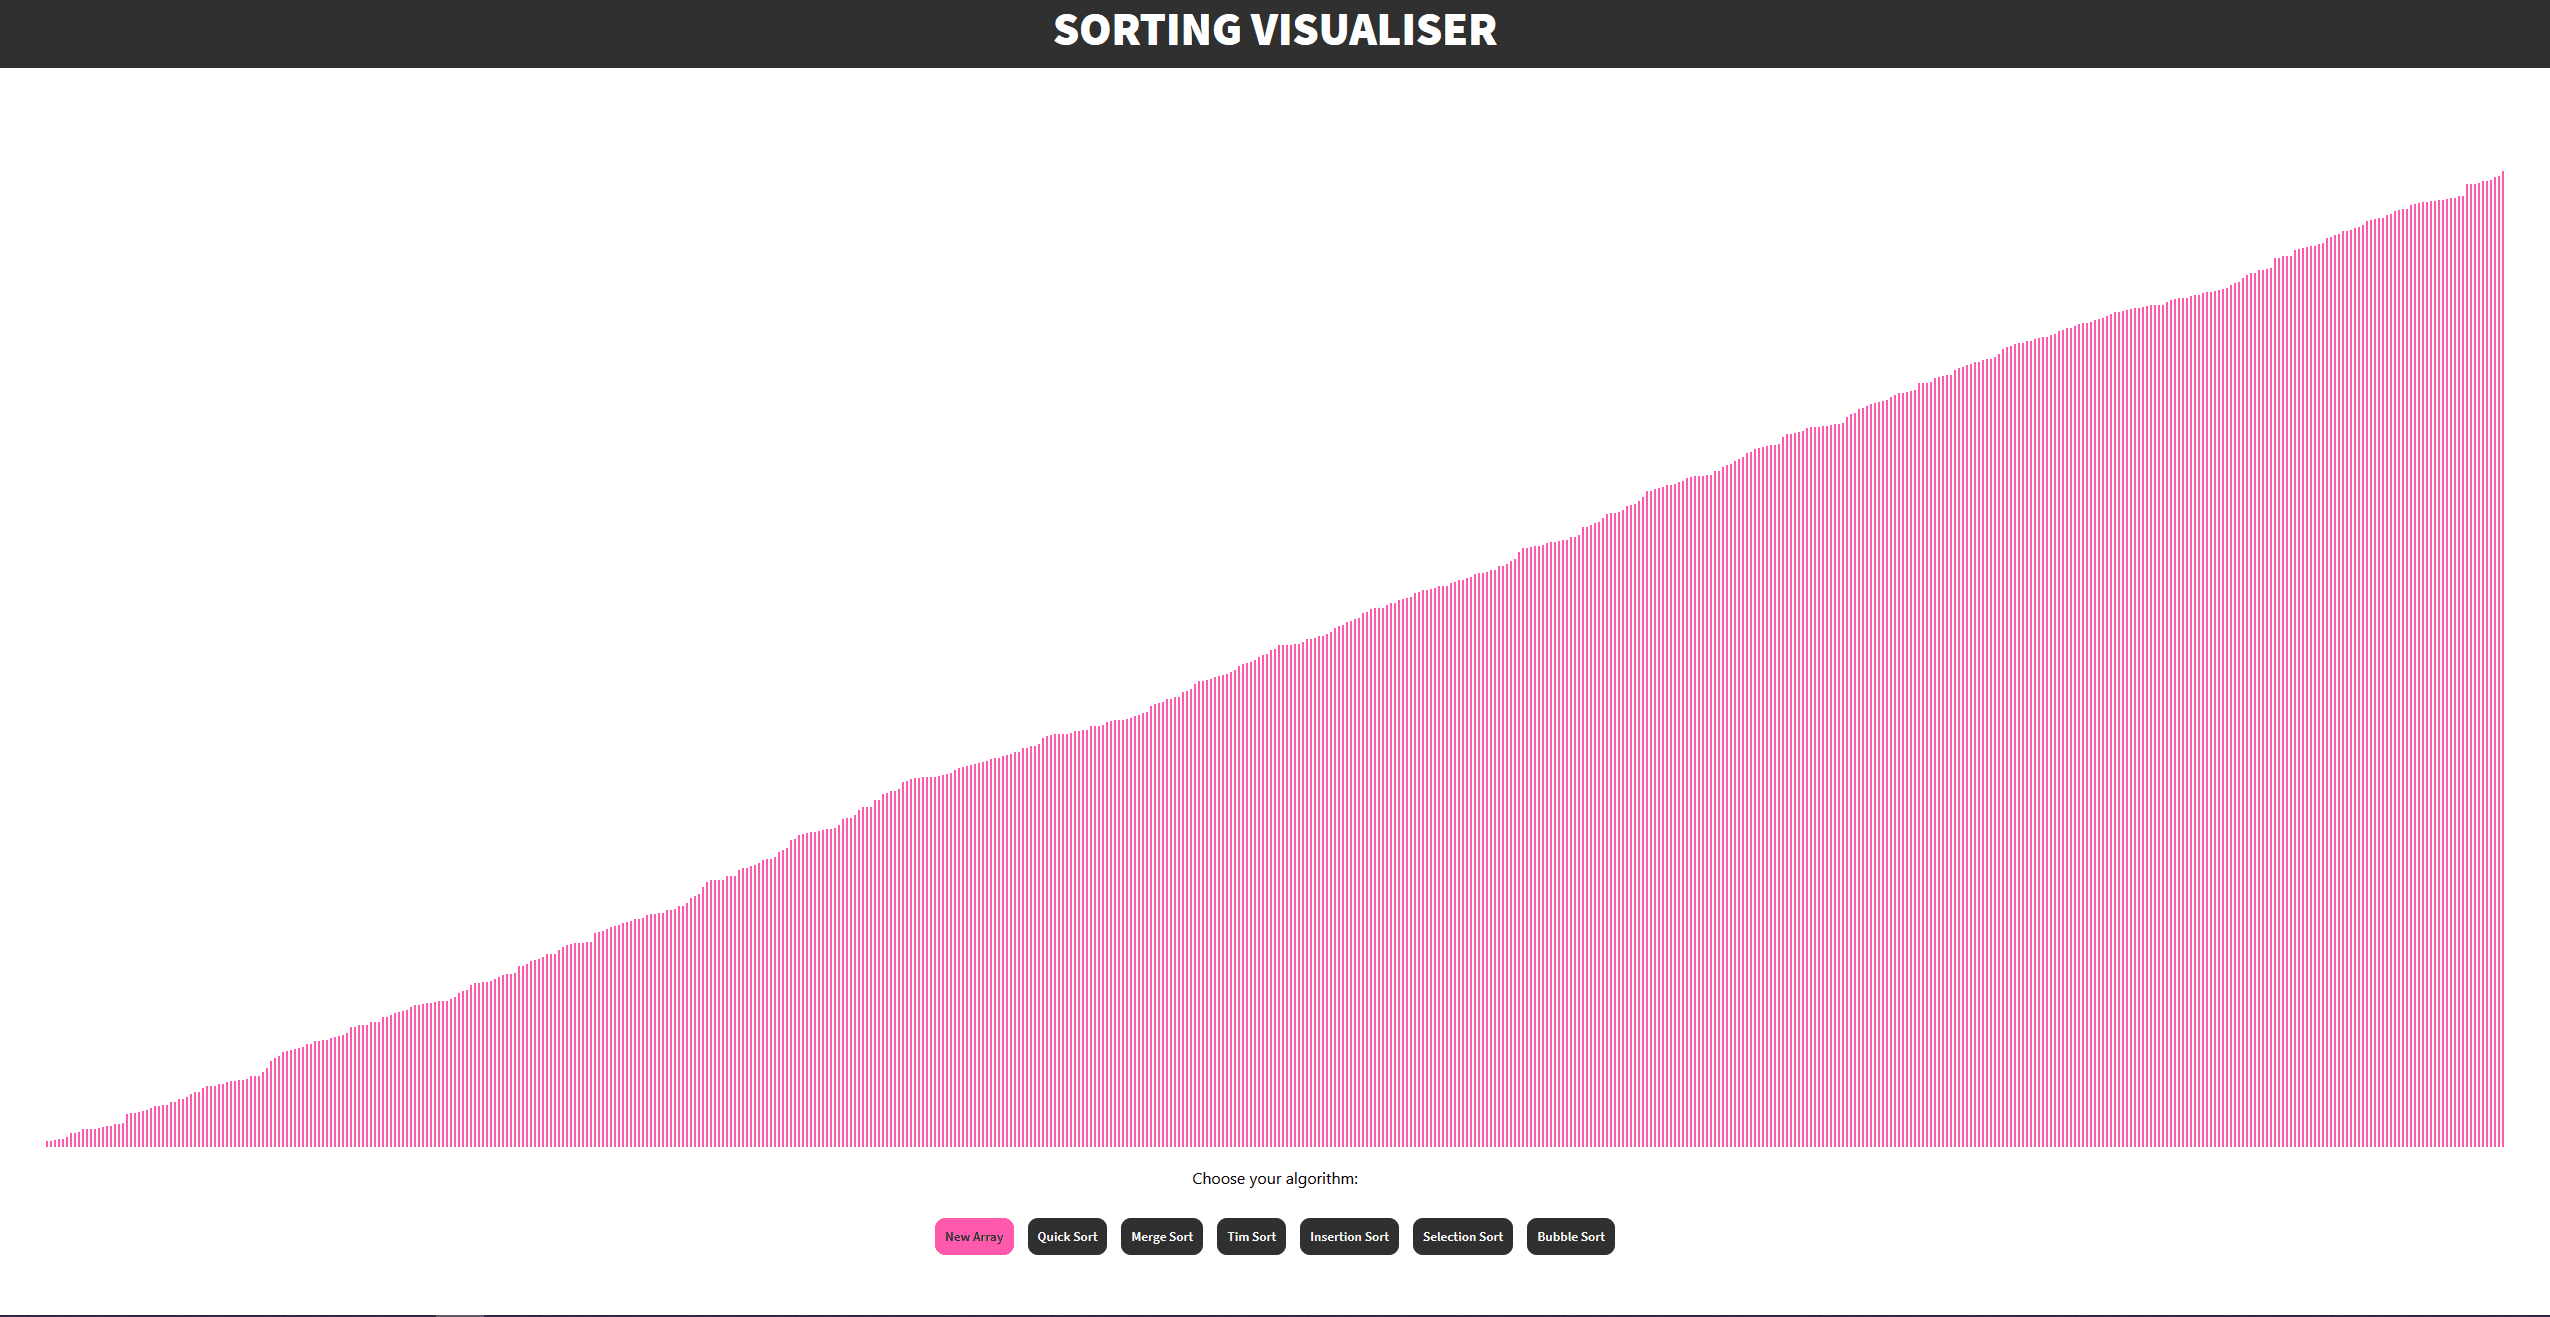 SORTING VISUALISER
Choose your algorithm:
New Array Quick Sort Merge Sort Tim Sort Insertion Sort Selection Sort Bubble Sort